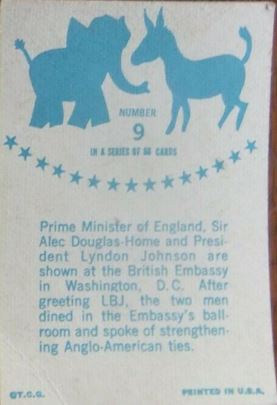 NUMBER
9
IN A SERIES OF 66 CARDS
Prime Minister of England, Sir
Alec Douglas-Home and Presi-
dent Lyndon Johnson are
shown at the British Embassy
in Washington, D.C. After
greeting LBJ, the two men
dined in the Embassy's ball-
room and spoke of strengthen-
ing Anglo-American ties.
©T.C.G.
PRINTED IN U.S.A.